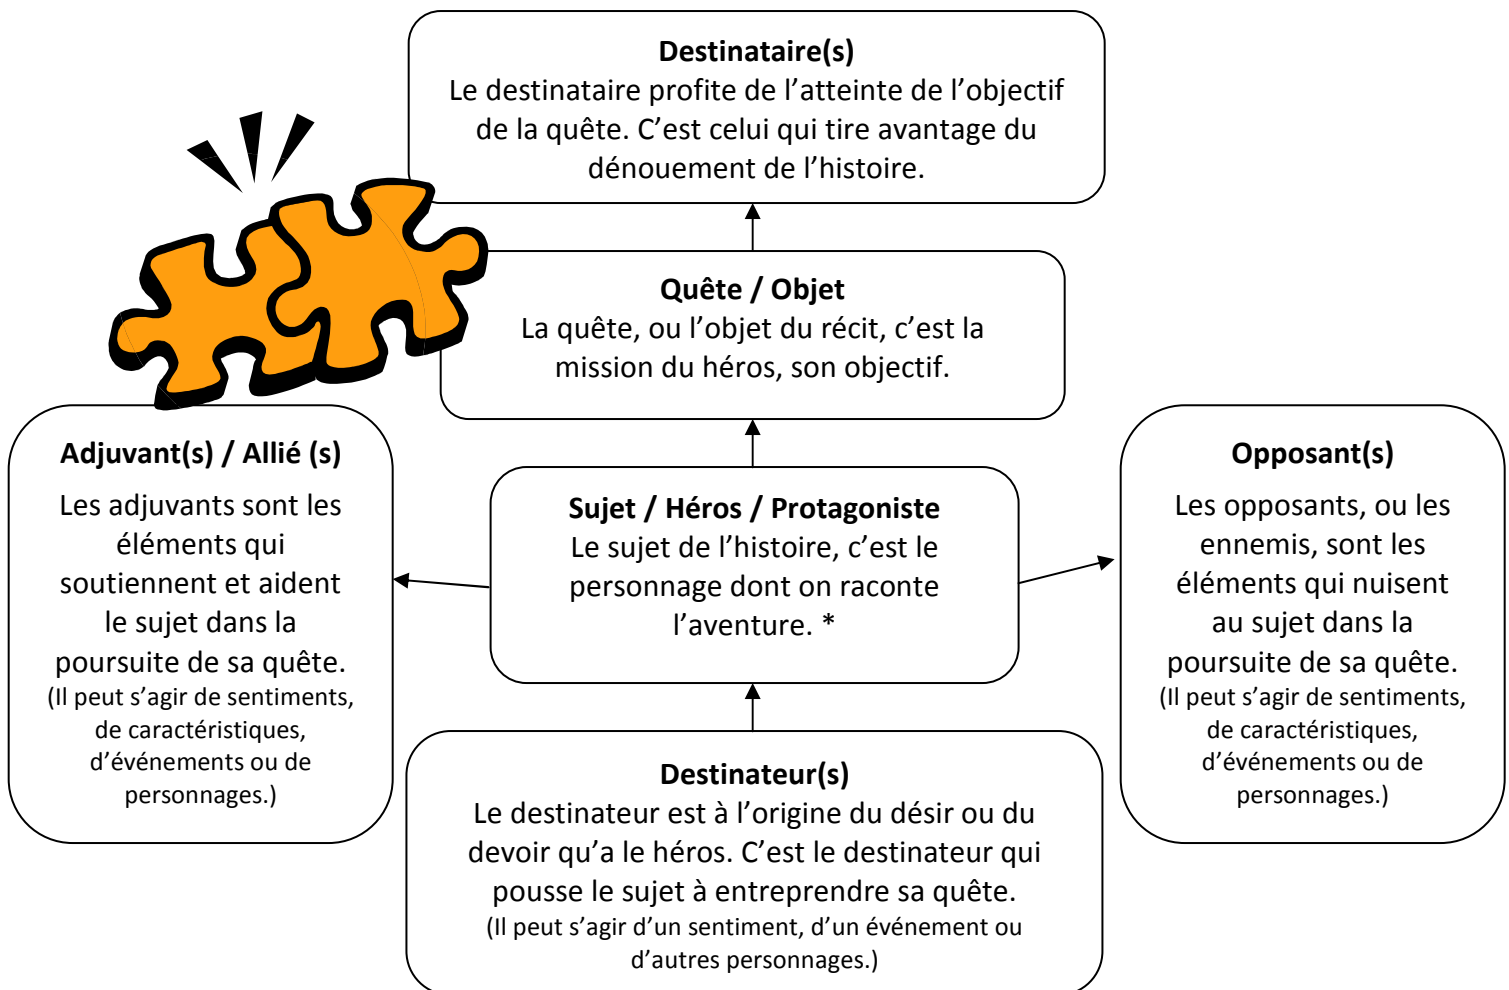 Destinataire(s)
Le destinataire profite de l’atteinte de l’objectif
de la quête. C’est celui qui tire avantage du
dénouement de l’histoire.
Quête / Objet
La quête, ou l’objet du récit, c’est la
mission du héros, son objectif.
Adjuvant(s) / Allié (s)
Les adjuvants sont les
éléments qui
soutiennent et aident
le sujet dans la
poursuite de sa quête.
(Il peut s’agir de sentiments,
de caractéristiques,
d’événements ou de
personnages.)
Sujet / Héros / Protagoniste
Le sujet de l’histoire, c’est le
personnage dont on raconte
l’aventure. *
Opposant(s)
Les opposants, ou les
ennemis, sont les
éléments qui nuisent
au sujet dans la
poursuite de sa quête.
(Il peut s’agir de sentiments,
de caractéristiques,
d’événements ou de
personnages.)
Destinateur(s)
Le destinateur est à l’origine du désir ou du
devoir qu’a le héros. C’est le destinateur qui
pousse le sujet à entreprendre sa quête.
(Il peut s’agir d’un sentiment, d’un événement ou
d’autres personnages.)